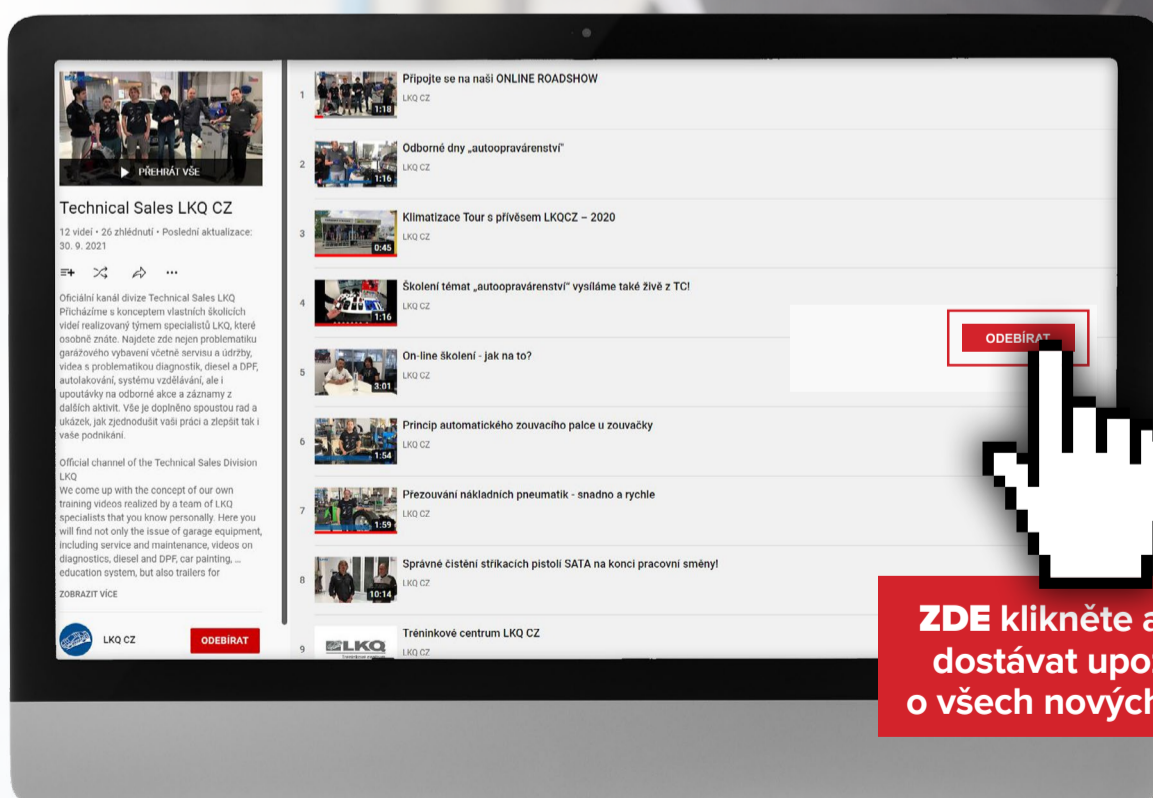 PŘEHRÁT VŠE
Technical Sales LKQ CZ
12 videí • 26 zhlédnutí • Poslední aktualizace:
30. 9. 2021
Oficiální kanál divize Technical Sales LKQ
Přicházíme s konceptem vlastních školicích
videí realizovaný týmem specialistů LKQ, které
osobně znáte. Najdete zde nejen problematiku
garážového vybavení včetně servisu a údržby,
videa s problematikou diagnostik, diesel a DPF,
autolakování, systému vzdělávání, ale i
upoutávky na odborné akce a záznamy z
dalších aktivit. Vše je doplněno spoustou rad a
ukázek, jak zjednodušit vaši práci a zlepšit tak i
vaše podnikání.
Official channel of the Technical Sales Division
LKQ
We come up with the concept of our own
training videos realized by a team of LKQ
specialists that you know personally. Here you
will find not only the issue of garage equipment,
including service and maintenance, videos on
diagnostics, diesel and DPF, car painting, ...
education system, but also trailers for
ZOBRAZIT VÍCE
LKQ CZ
ODEBÍRAT
1
1:18
Připojte se na naši ONLINE ROADSHOW
LKQ CZ
2
1:16
Odborné dny „autoopravárenství"
LKQ CZ
3
0:45
Klimatizace Tour s přívěsem LKQCZ – 2020
LKQ CZ
4
1:16
Školení témat „autoopravárenství" vysíláme také živě z TC!
LKQ CZ
5
3:01
On-line školení - jak na to?
LKQ CZ
6
1:54
Princip automatického zouvacího palce u zouvačky
LKQ CZ
7
1:59
Přezouvání nákladních pneumatik - snadno a rychle
LKQ CZ
8
10:14
Správné čistění stříkacích pistolí SATA na konci pracovní směny!
LKQ CZ
9
LKQ
Tréninkové centrum LKQ CZ
LKQ CZ
ODEBÍRAT
ZDE klikněte a
dostávat upo
o všech novýc